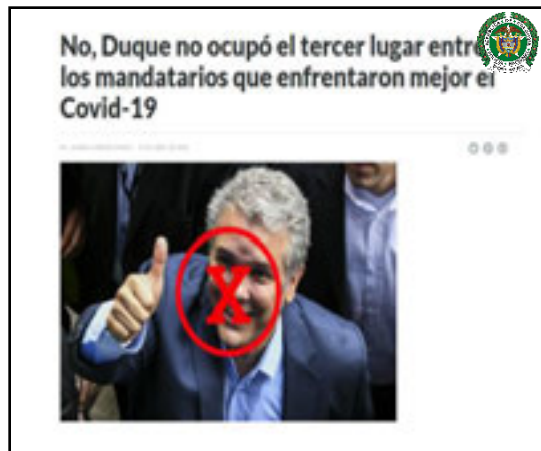 No, Duque no ocupó el tercer lugar entre
los mandatarios que enfrentaron mejor el
Covid-19
X